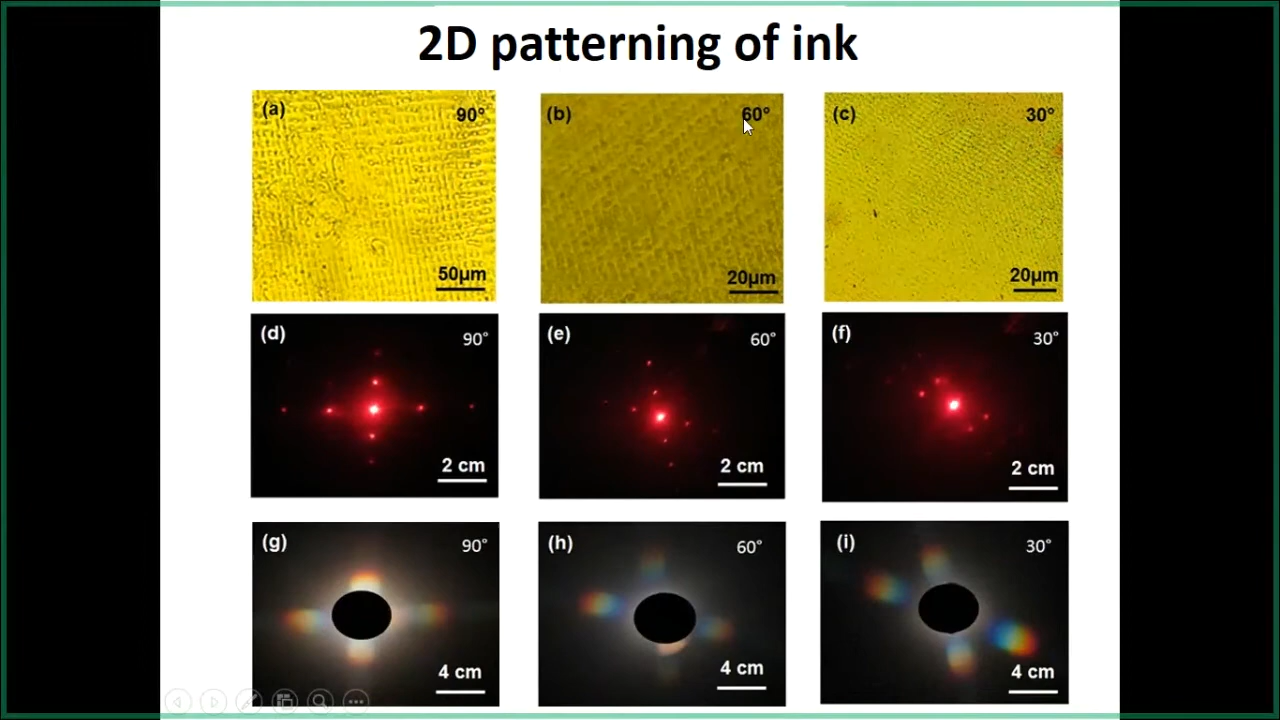 2D patterning of ink
(a) 90°
50µm
(b) 60°
20µm
(c) 30°
20µm
(d) 90°
2 cm
(e) 60°
2 cm
(f) 30°
2 cm
(g) 90°
4 cm
(h) 60°
4 cm
(i) 30°
4 cm